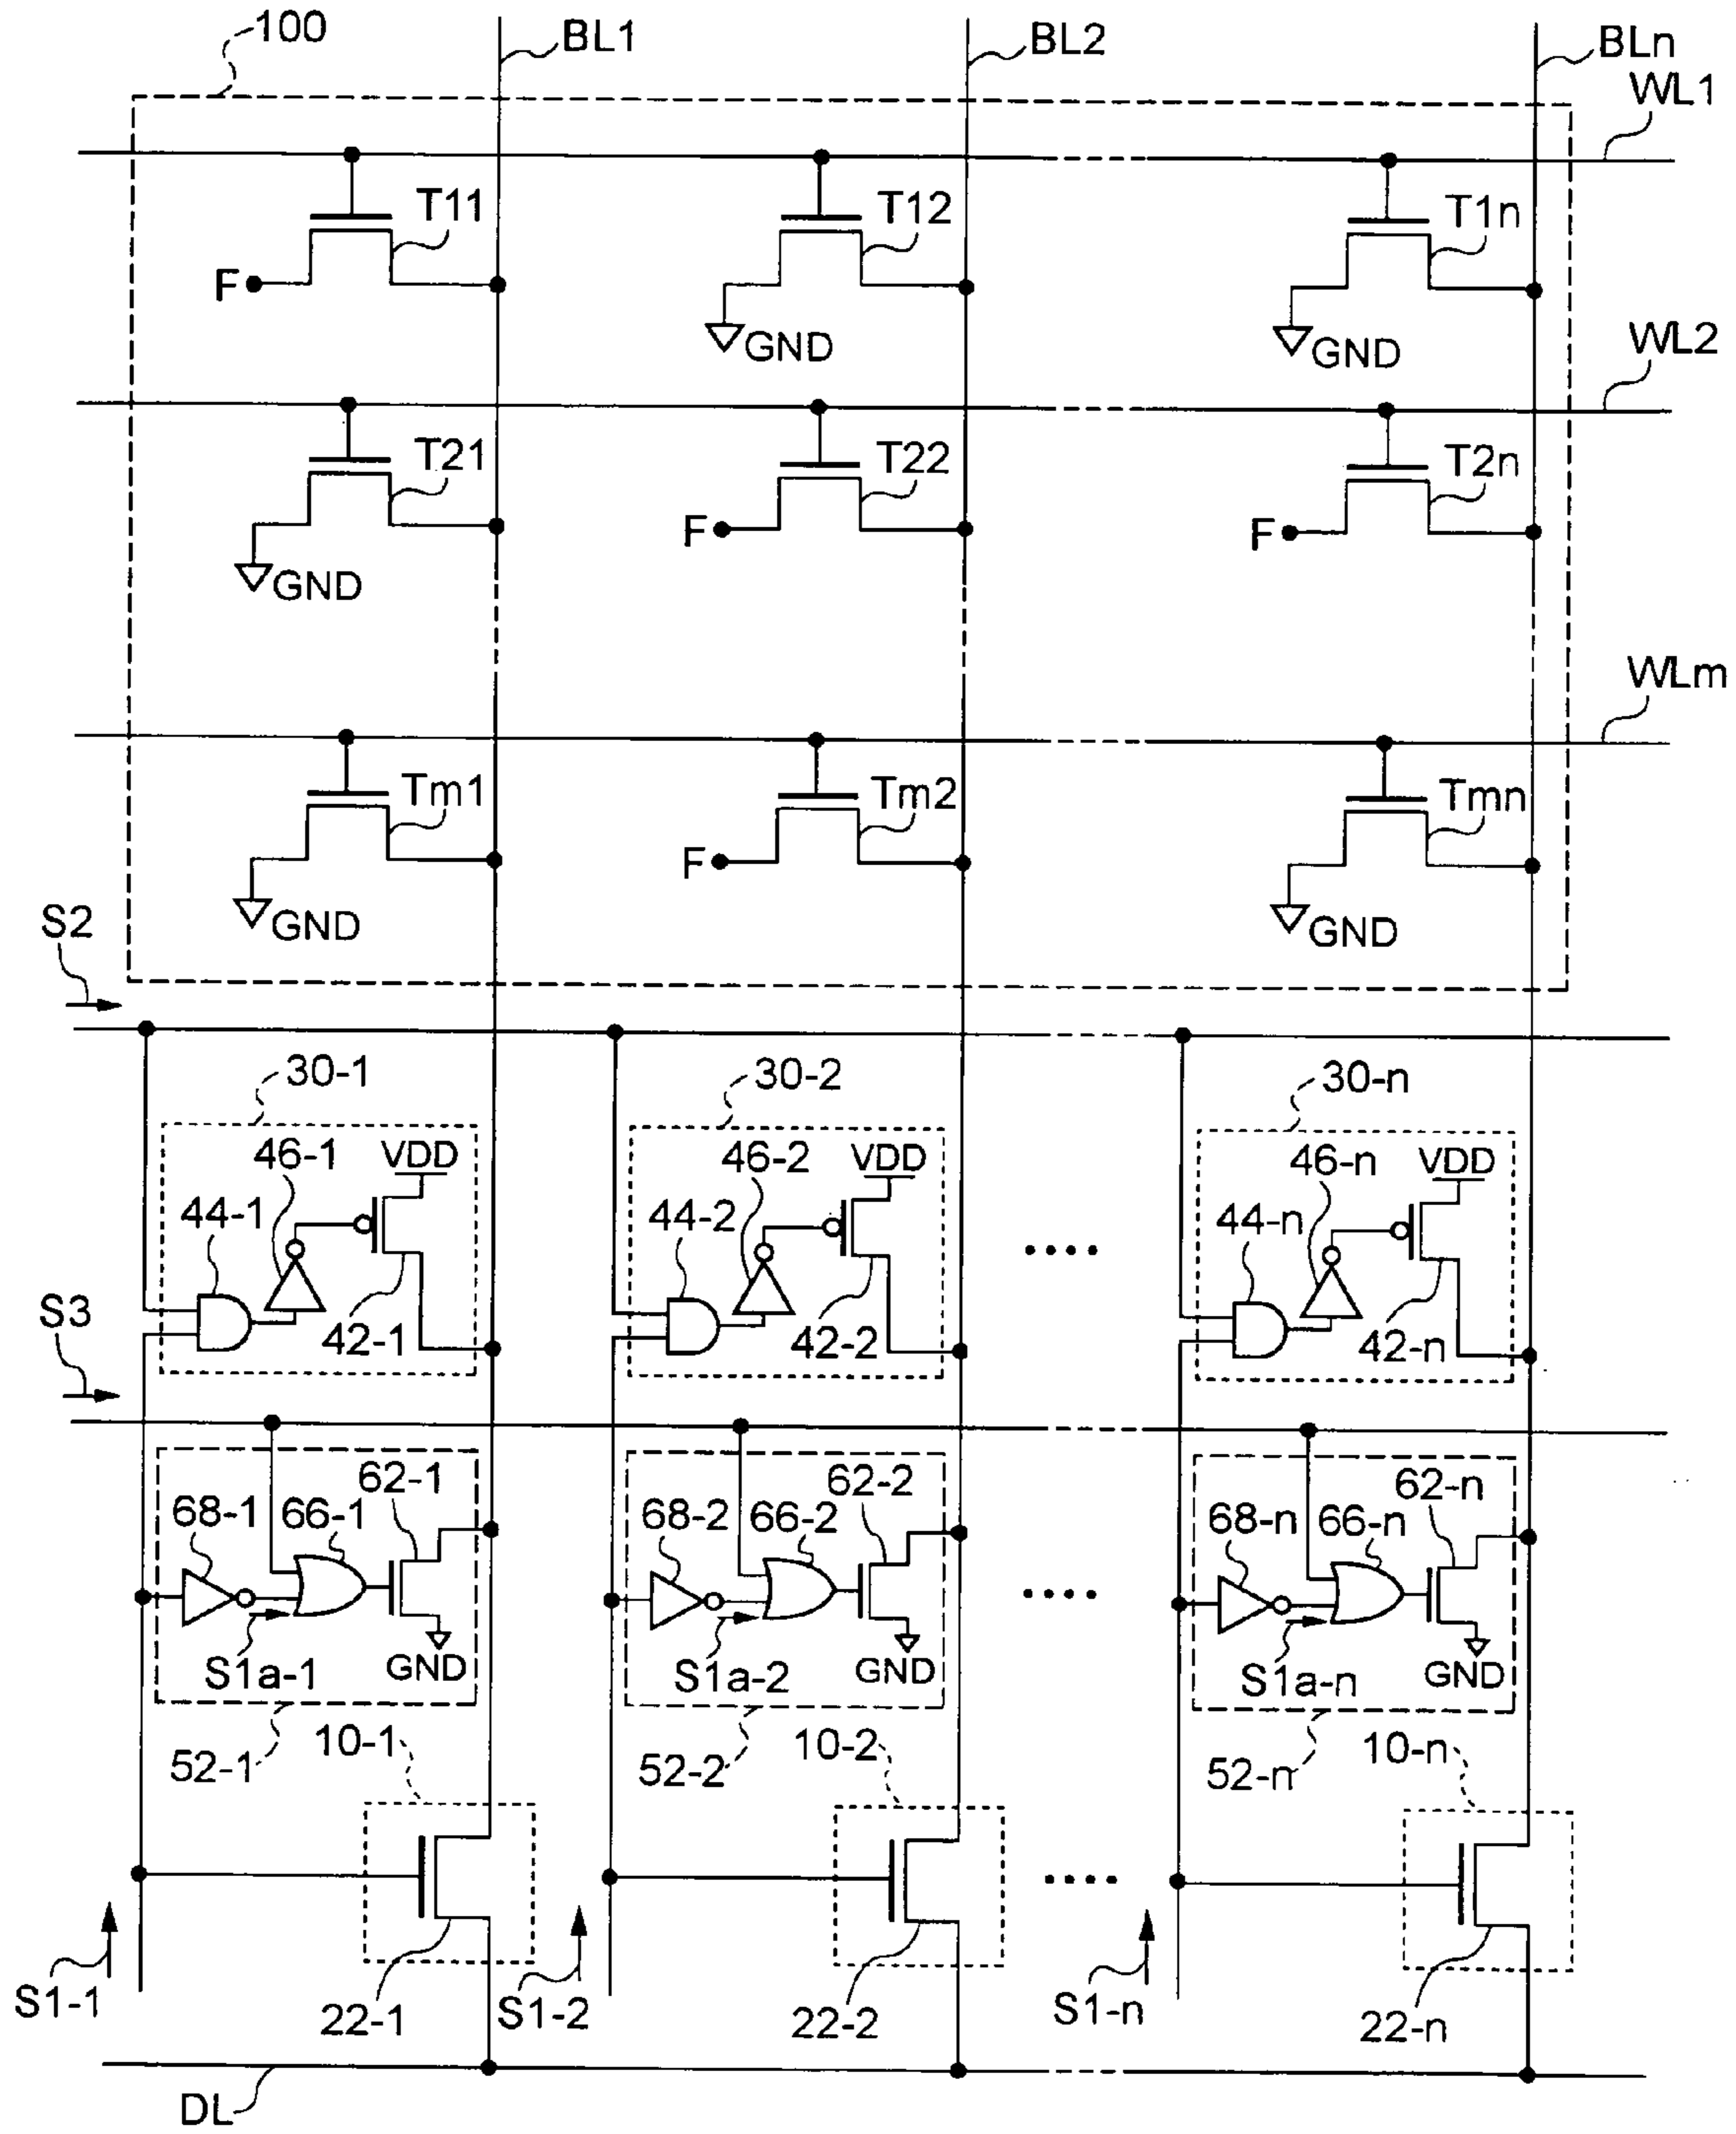 100
BL1
BL2
BLn
WL1
T11
T12
T1n
F
GND
GND
WL2
T21
T22
T2n
GND
F
F
WLm
Tm1
Tm2
Tmn
GND
F
GND
S2
30-1
30-2
30-n
46-1
VDD
46-2
VDD
46-n
VDD
44-1
44-2
44-n
42-1
42-2
42-n
S3
62-1
62-2
62-n
68-1
66-1
68-2
66-2
68-n
66-n
S1a-1
GND
S1a-2
GND
S1a-n
GND
52-1
10-1
52-2
10-2
52-n
10-n
S1-1
22-1
S1-2
22-2
S1-n
22-n
DL